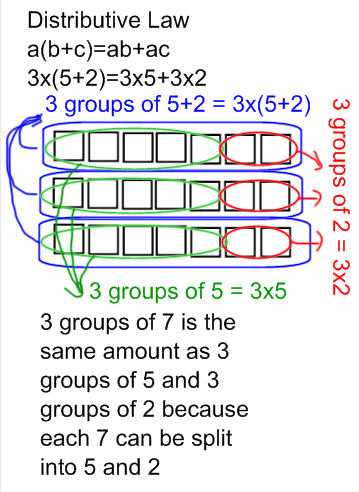 Distributive Law
a(b+c)=ab+ac
3x(5+2)=3x5+3x2
3 groups of 5+2 = 3x(5+2)
3 groups of 2 = 3x2
3 groups of 5 = 3x5
3 groups of 7 is the
same amount as 3
groups of 5 and 3
groups of 2 because
each 7 can be split
into 5 and 2